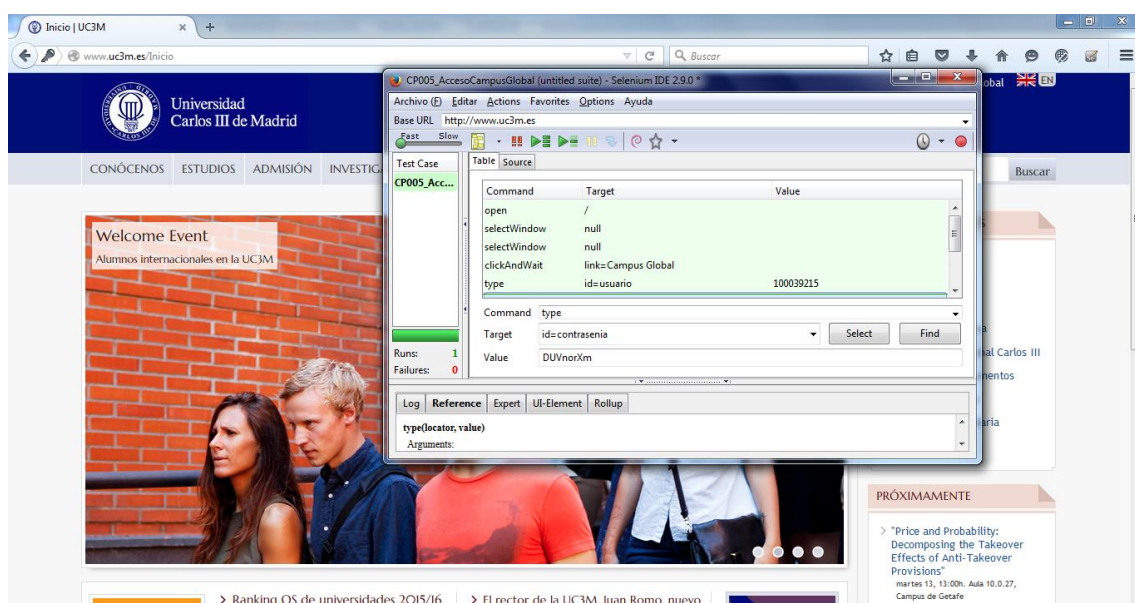 Inicio | UC3M
www.uc3m.es/Inicio
Buscar
Universidad
Carlos III de Madrid
EN
CONÓCENOS ESTUDIOS ADMISIÓN
Buscar
Welcome Event
Alumnos internacionales en la UC3M
CP005_AccesoCampusGlobal (untitled suite) - Selenium IDE 2.9.0 *
Archivo (F) Editar Actions Favorites Options Ayuda
Base URL http://www.uc3m.es
Fast Slow
Test Case
CP005_Acc...
Table Source
Command Target Value
open /
selectWindow null
selectWindow null
clickAndWait link=Campus Global
type id=usuario 100039215
Command type
Target id=contrasenia Select Find
Value DUVnorXm
Runs: 1
Failures: 0
Log Reference Expert UI-Element Rollup
type(locator, value)
Arguments:
Carlos III
PRÓXIMAMENTE
"Price and Probability:
Decomposing the Takeover
Effects of Anti-Takeover
Provisions"
martes 13, 13:00h. Aula 10.0.27,
Campus de Getafe
> Ranking QS de universidades 2015/16
> El rector de la UC3M, Juan Romo, nuevo